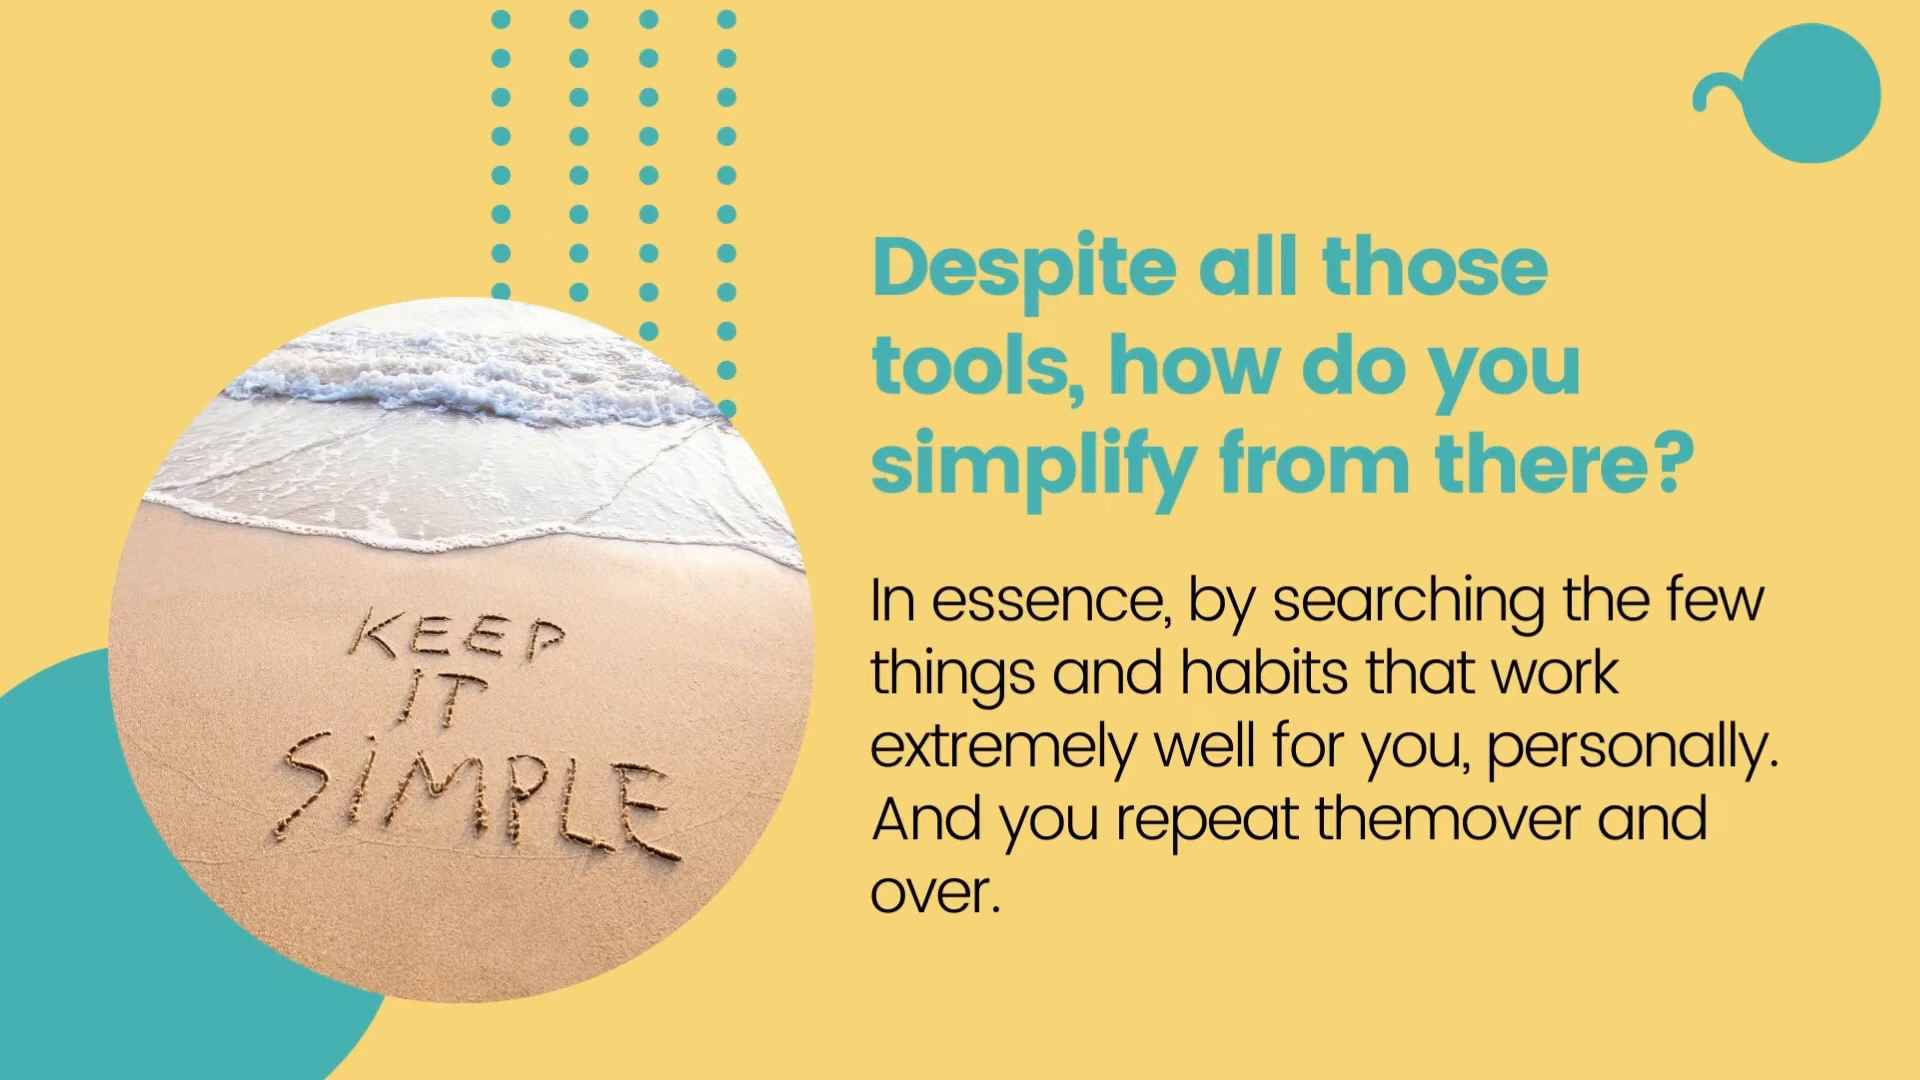 Despite all those
tools, how do you
simplify from there?
In essence, by searching the few
things and habits that work
extremely well for you, personally.
And you repeat themover and
over.
KEEP
IT
SiMPLE